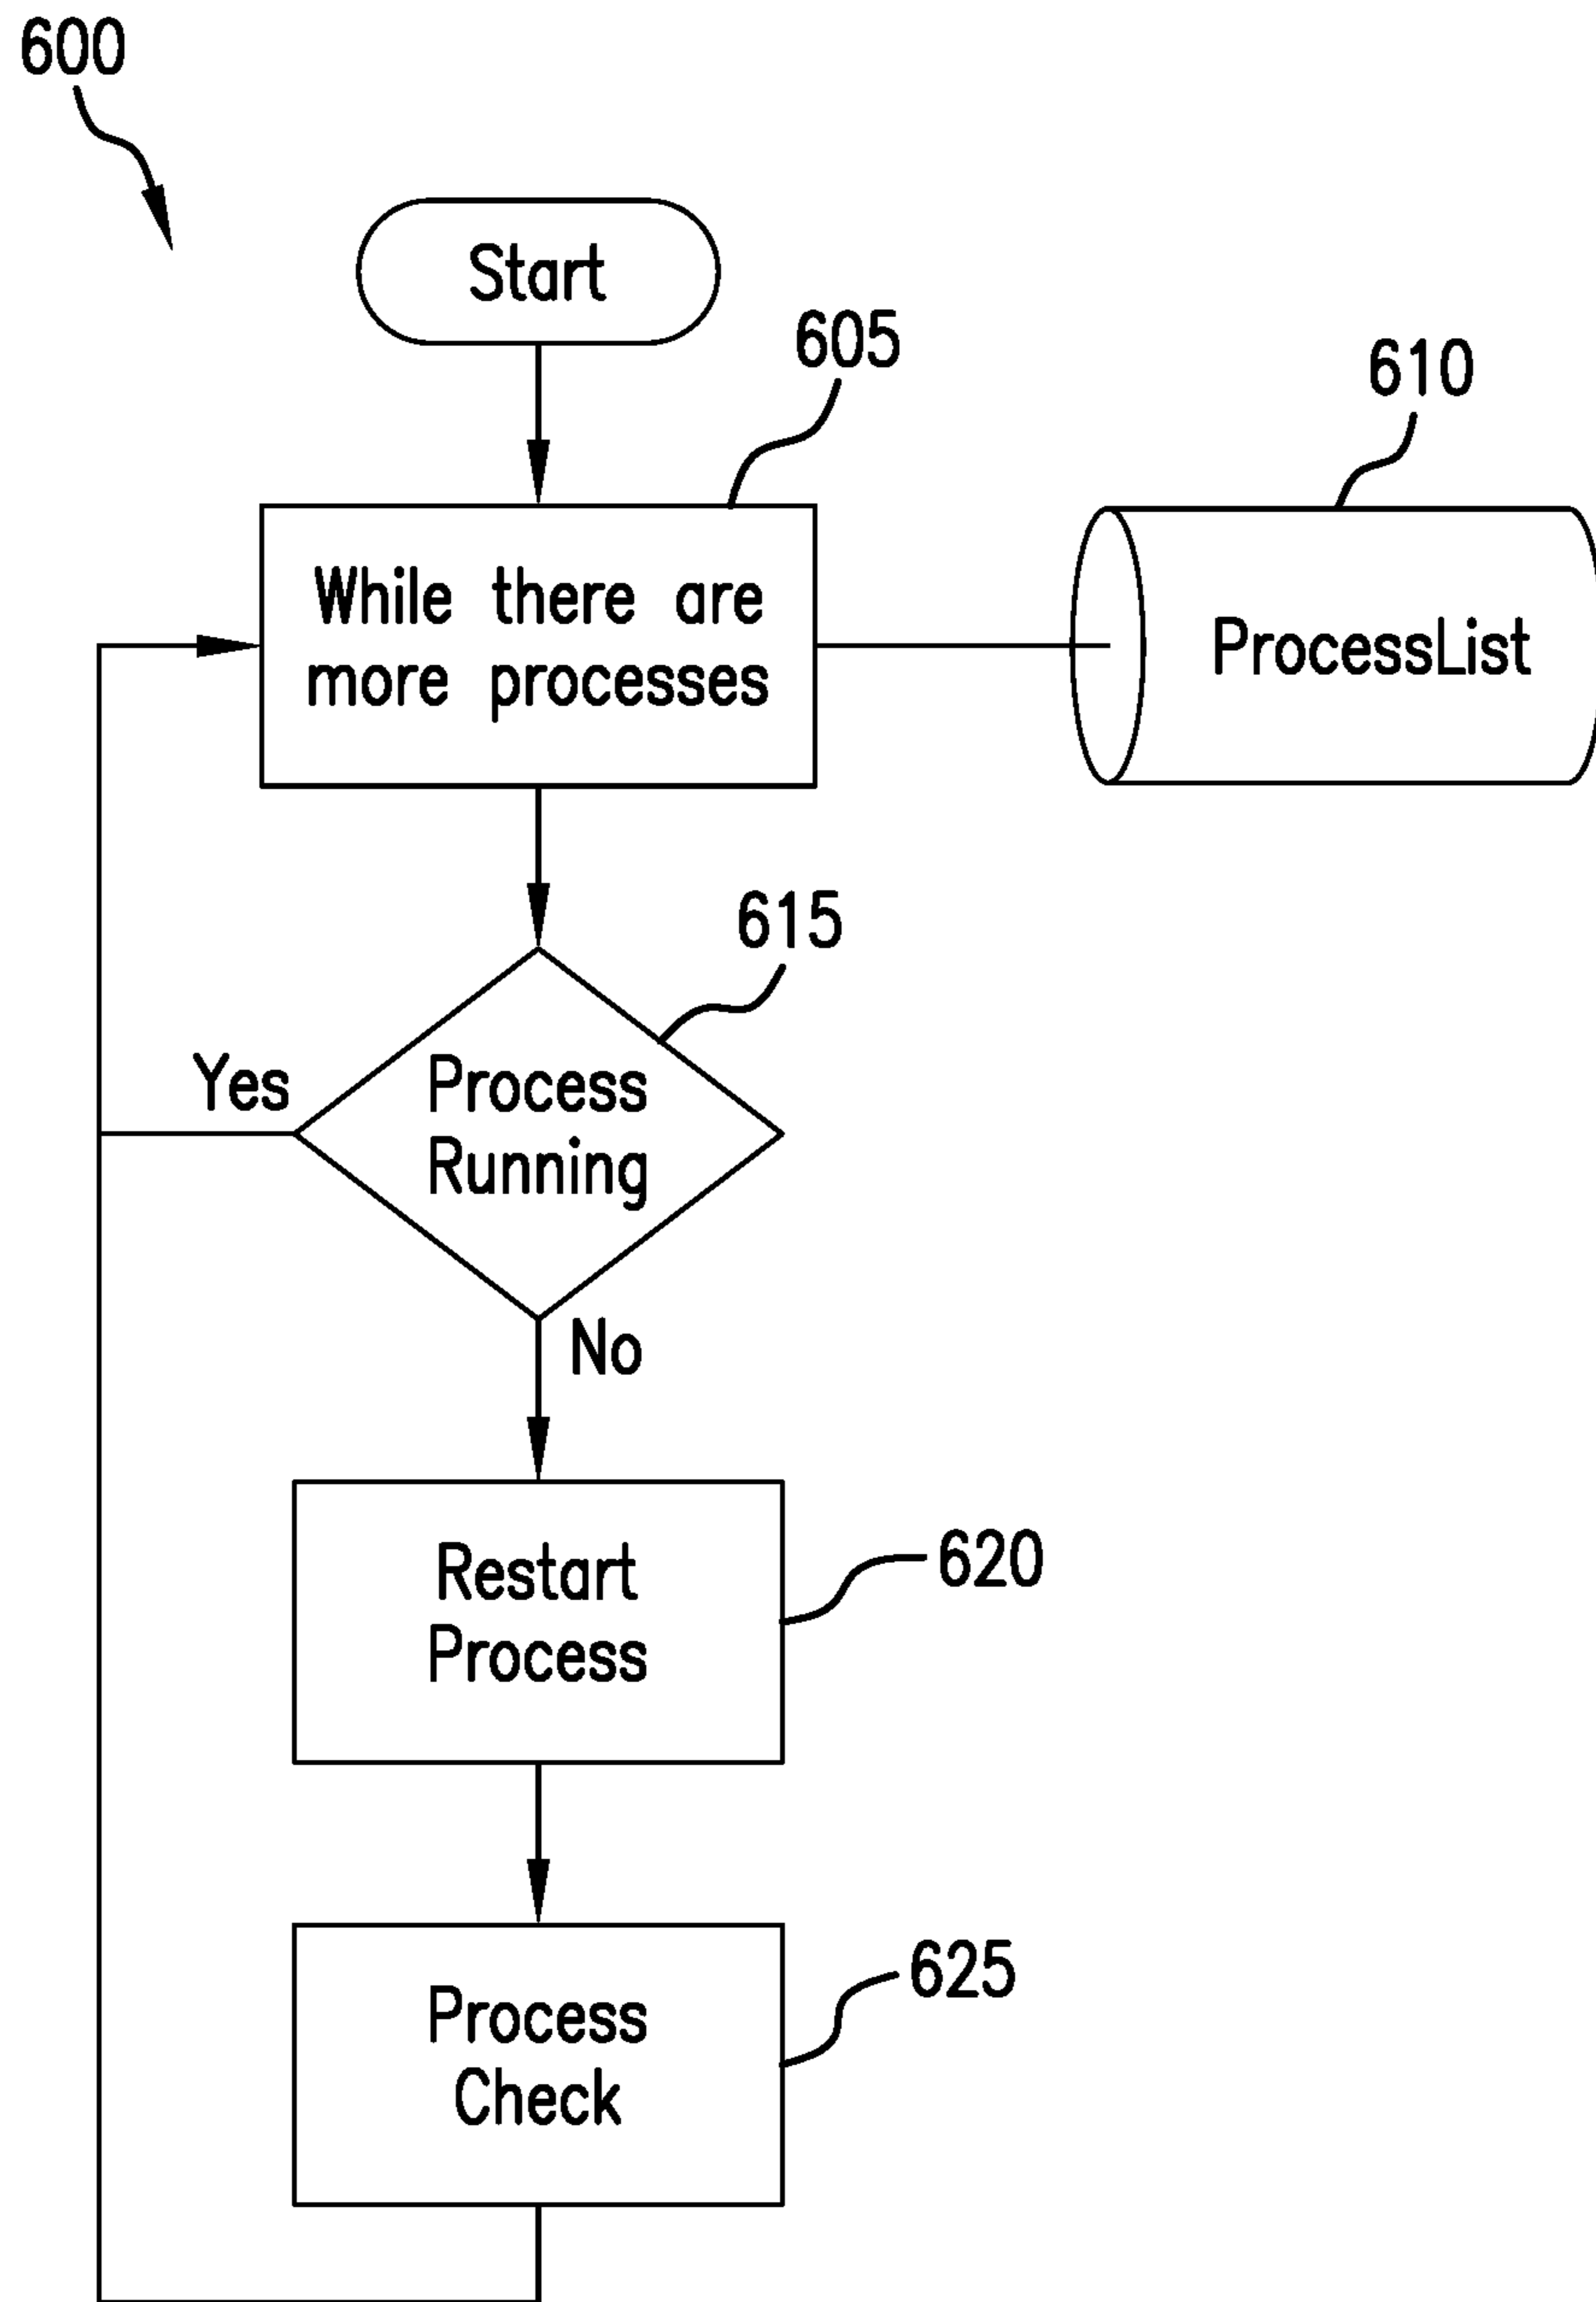 600
Start
605
610
While there are
more processes
ProcessList
615
Yes
Process
Running
No
Restart
Process
620
Process
Check
625